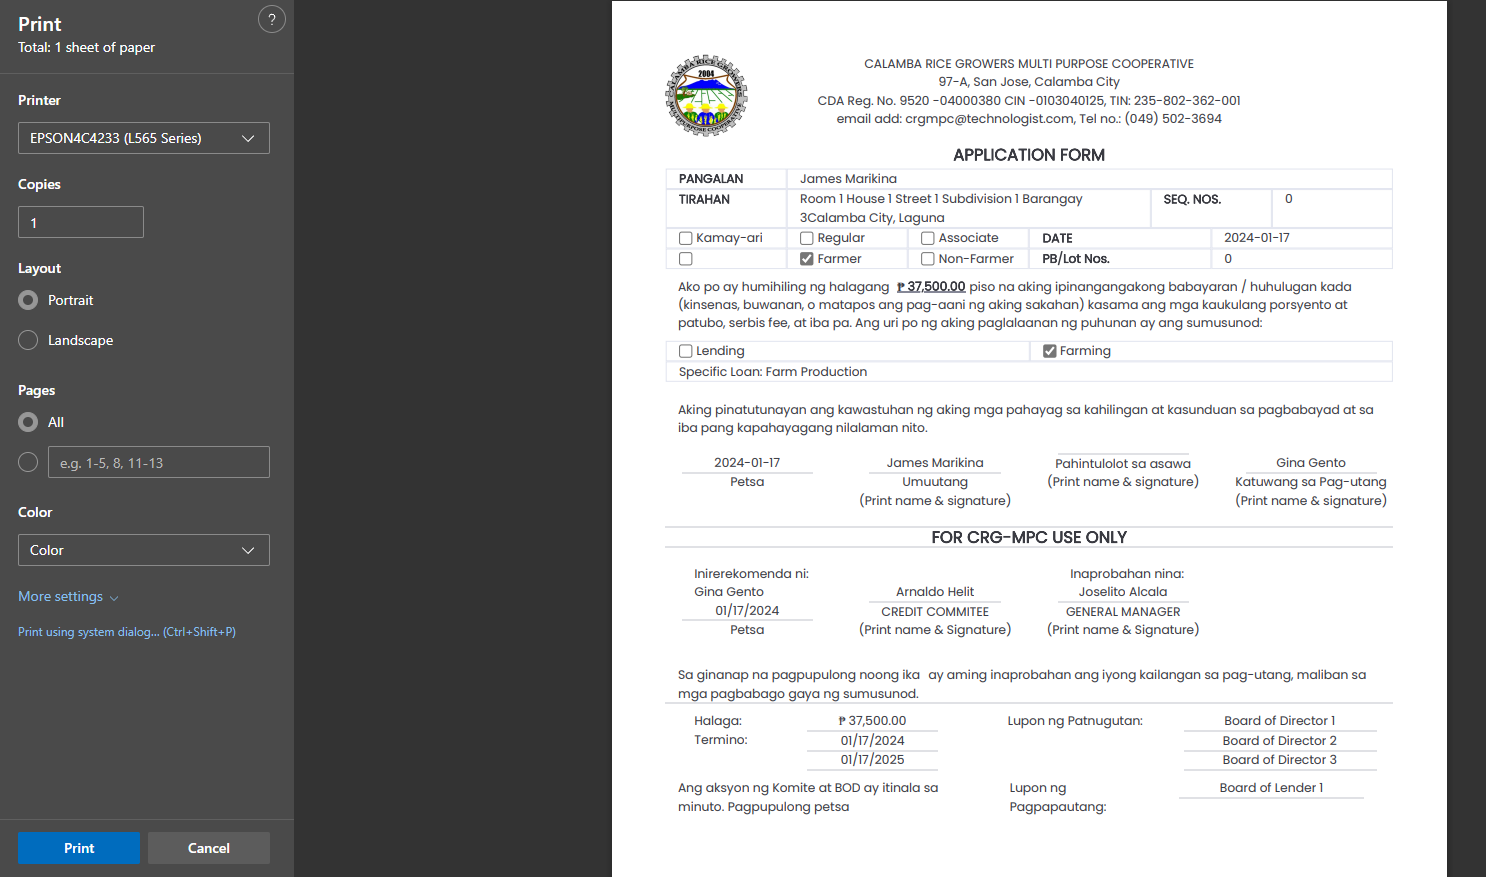 Print
?
Total: 1 sheet of paper
Printer
EPSON4C4233 (L565 Series)
Copies
1
Layout
Portrait
Landscape
Pages
All
e.g. 1-5, 8, 11-13
Color
Color
More settings
Print using system dialog... (Ctrl+Shift+P)
Print Cancel
CALAMBA RICE GROWERS
2004
MULTIPURPOSE COOPERATIVE
CALAMBA RICE GROWERS MULTI PURPOSE COOPERATIVE
97-A, San Jose, Calamba City
CDA Reg. No. 9520 -04000380 CIN -0103040125, TIN: 235-802-362-001
email add: crgmpc@technologist.com, Tel no.: (049) 502-3694
APPLICATION FORM
PANGALAN James Marikina
TIRAHAN Room 1 House 1 Street 1 Subdivision 1 Barangay SEQ. NOS. 0
3Calamba City, Laguna
Kamay-ari Regular Associate DATE 2024-01-17
Farmer Non-Farmer PB/Lot Nos. 0
Ako po ay humihiling ng halagang ₱ 37,500.00 piso na aking ipinangangakong babayaran / huhulugan kada
(kinsenas, buwanan, o matapos ang pag-aani ng aking sakahan) kasama ang mga kaukulang porsyento at
patubo, serbis fee, at iba pa. Ang uri po ng aking paglalaanan ng puhunan ay ang sumusunod:
Lending Farming
Specific Loan: Farm Production
Aking pinatutunayan ang kawastuhan ng aking mga pahayag sa kahilingan at kasunduan sa pagbabayad at sa
iba pang kapahayagang nilalaman nito.
2024-01-17 James Marikina Pahintulolot sa asawa Gina Gento
Petsa Umuutang (Print name & signature) Katuwang sa Pag-utang
(Print name & signature) (Print name & signature)
FOR CRG-MPC USE ONLY
Inirerekomenda ni: Inaprobahan nina:
Gina Gento Arnaldo Helit Joselito Alcala
01/17/2024 CREDIT COMMITEE GENERAL MANAGER
Petsa (Print name & Signature) (Print name & Signature)
Sa ginanap na pagpupulong noong ika ay aming inaprobahan ang iyong kailangan sa pag-utang, maliban sa
mga pagbabago gaya ng sumusunod.
Halaga: ₱ 37,500.00 Lupon ng Patnugutan: Board of Director 1
Termino: 01/17/2024 Board of Director 2
01/17/2025 Board of Director 3
Ang aksyon ng Komite at BOD ay itinala sa Lupon ng Board of Lender 1
minuto. Pagpupulong petsa Pagpapautang: